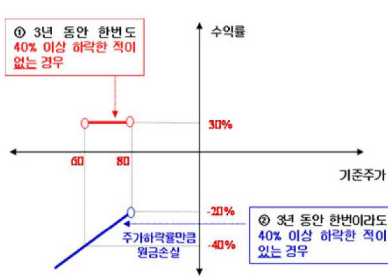 ① 3년 동안 한번도
40% 이상 하락한 적이
없는 경우
수익률
30%
60
80
기준주가
-20%
주가하락률만큼
원금손실
-40%
② 3년 동안 한번이라도
40% 이상 하락한 적이
있는 경우